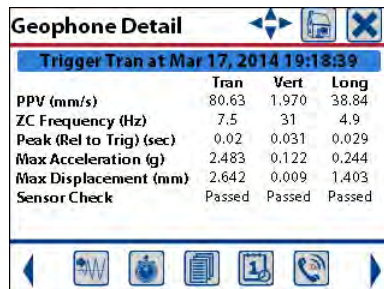 Geophone Detail
Trigger Tran at Mar 17, 2014 19:18:39
Tran Vert Long
PPV (mm/s) 80.63 1.970 38.84
ZC Frequency (Hz) 7.5 31 4.9
Peak (Rel to Trig) (sec) 0.02 0.031 0.029
Max Acceleration (g) 2.483 0.122 0.244
Max Displacement (mm) 2.642 0.009 1.403
Sensor Check Passed Passed Passed